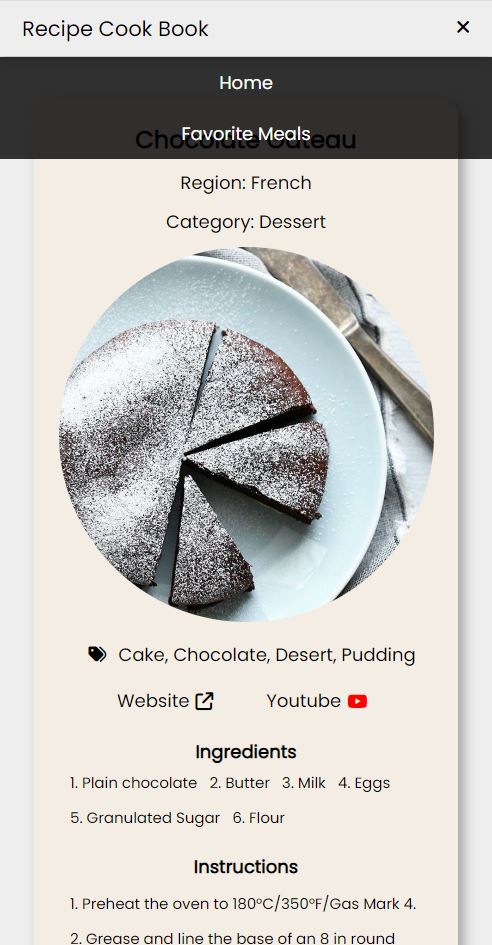 Recipe Cook Book
Home
Favorite Meals
Chocolate Gateau
Region: French
Category: Dessert
Cake, Chocolate, Desert, Pudding
Website Youtube
Ingredients
1. Plain chocolate 2. Butter 3. Milk 4. Eggs
5. Granulated Sugar 6. Flour
Instructions
1. Preheat the oven to 180°C/350°F/Gas Mark 4.
2. Grease and line the base of an 8 in round